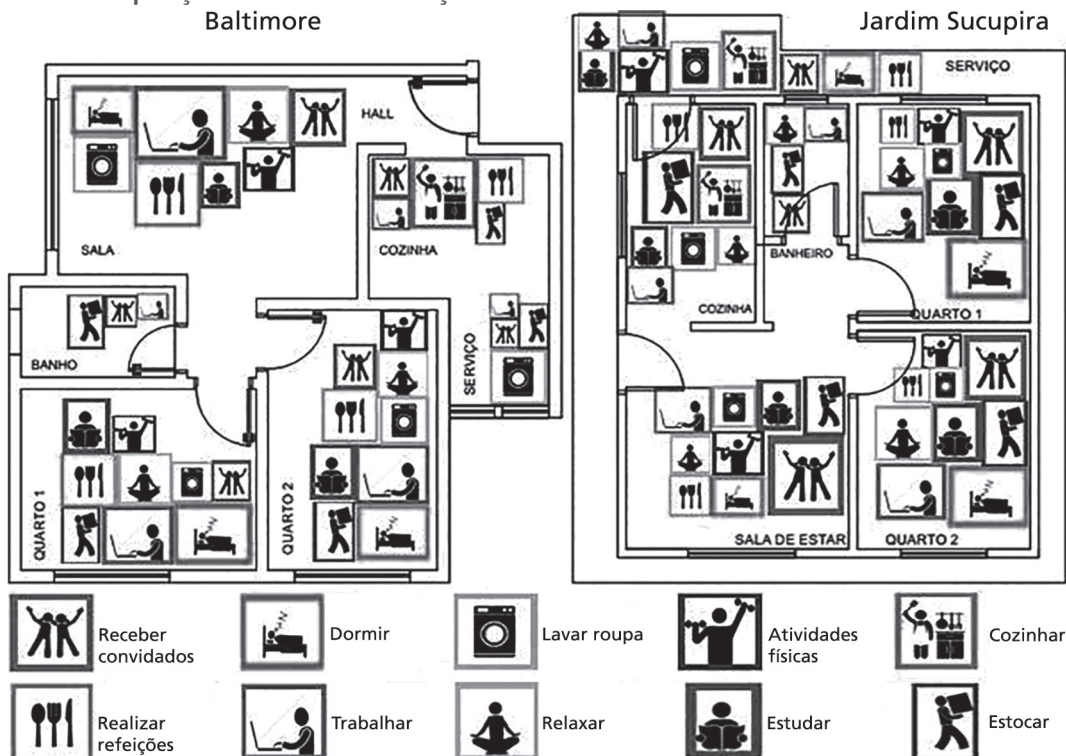 Baltimore
Jardim Sucupira
HALL
SALA
COZINHA
BANHO
SERVIÇO
QUARTO 1
QUARTO 2
SERVIÇO
BANHEIRO
COZINHA
QUARTO 1
SALA DE ESTAR
QUARTO 2
Receber
convidados
Dormir
Lavar roupa
Atividades
físicas
Cozinhar
Realizar
refeições
Trabalhar
Relaxar
Estudar
Estocar